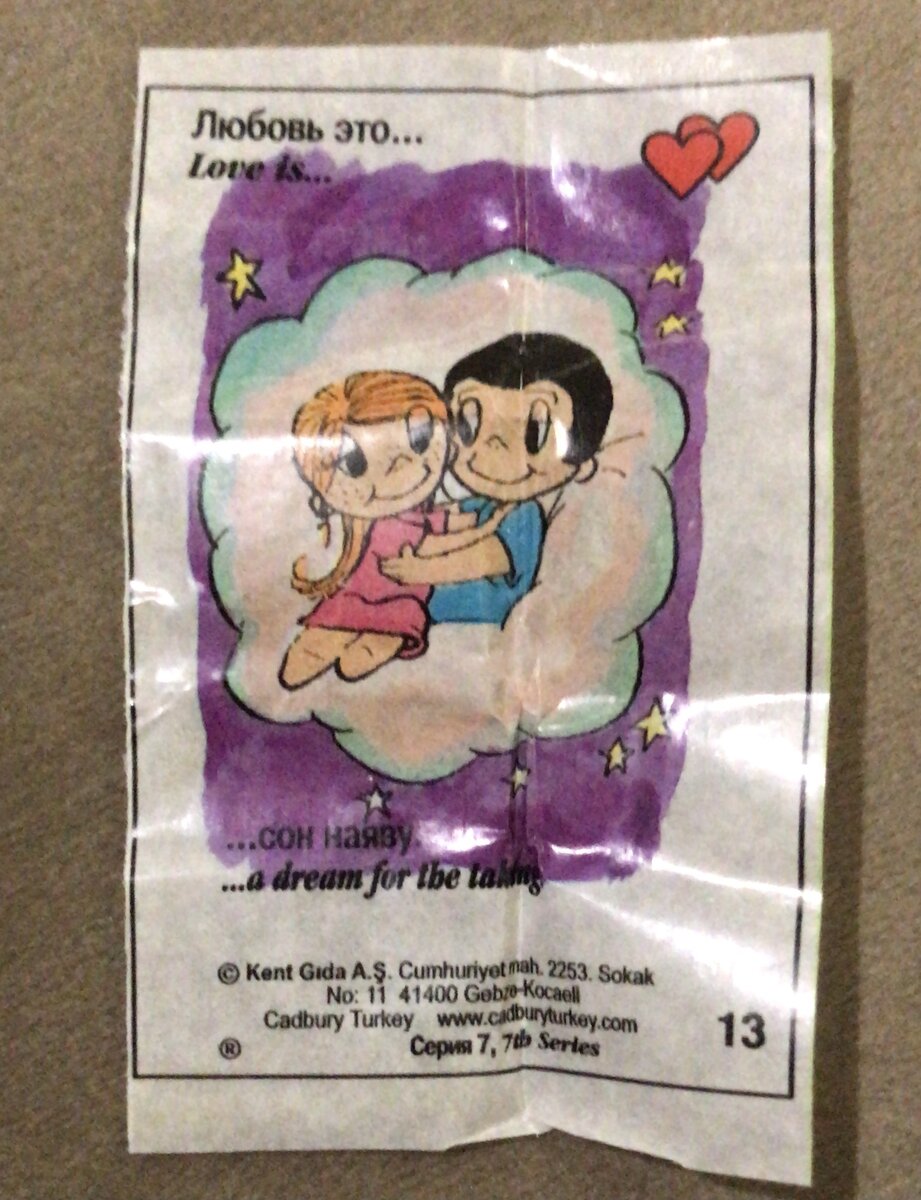 Любовь это...
Love is...
...сон наяву.
...a dream for the taking
© Kent Gıda A.Ş. Cumhuriyet mah. 2253. Sokak
No: 11 41400 Gebze-Kocaeli
Cadbury Turkey www.cadburyturkey.com
® Серия 7, 7th Series
13